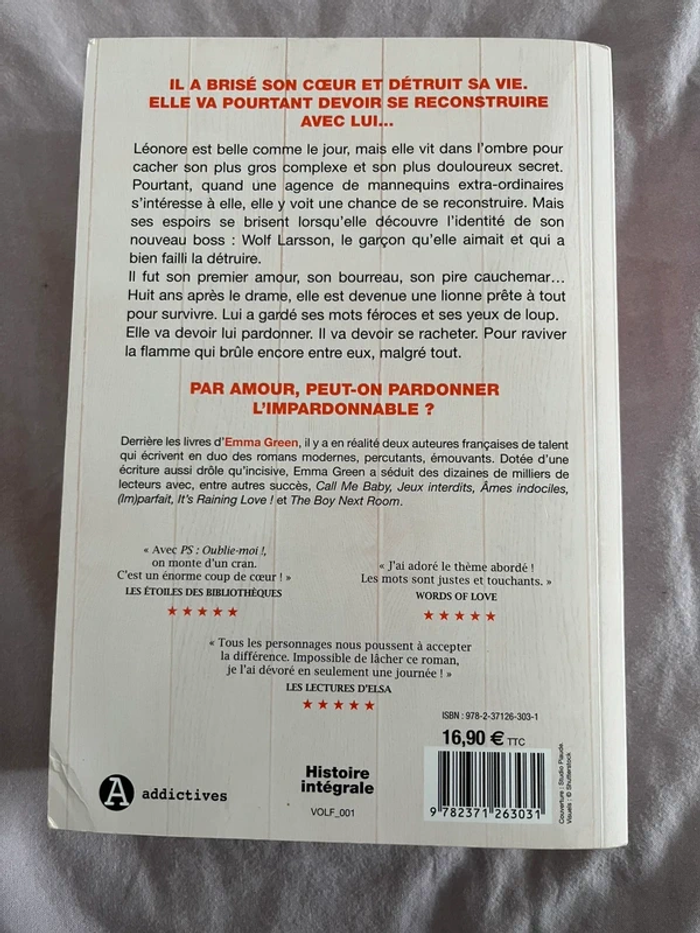 IL A BRISÉ SON CŒUR ET DÉTRUIT SA VIE.
ELLE VA POURTANT DEVOIR SE RECONSTRUIRE
AVEC LUI...
Léonore est belle comme le jour, mais elle vit dans l'ombre pour
cacher son plus gros complexe et son plus douloureux secret.
Pourtant, quand une agence de mannequins extra-ordinaires
s'intéresse à elle, elle y voit une chance de se reconstruire. Mais
ses espoirs se brisent lorsqu'elle découvre l'identité de son
nouveau boss : Wolf Larsson, le garçon qu'elle aimait et qui a
bien failli la détruire.
Il fut son premier amour, son bourreau, son pire cauchemar...
Huit ans après le drame, elle est devenue une lionne prête à tout
pour survivre. Lui a gardé ses mots féroces et ses yeux de loup.
Elle va devoir lui pardonner. Il va devoir se racheter. Pour raviver
la flamme qui brûle encore entre eux, malgré tout.
PAR AMOUR, PEUT-ON PARDONNER
L'IMPARDONNABLE ?
Derrière les livres d'Emma Green, il y a en réalité deux auteures françaises de talent
qui écrivent en duo des romans modernes, percutants, émouvants. Dotée d'une
écriture aussi drôle qu'incisive, Emma Green a séduit des dizaines de milliers de
lecteurs avec, entre autres succès, Call Me Baby, Jeux interdits, Âmes indociles,
(Im)parfait, It's Raining Love ! et The Boy Next Room.
« Avec PS : Oublie-moi !,
on monte d'un cran.
C'est un énorme coup de cœur ! »
LES ÉTOILES DES BIBLIOTHÈQUES
★★★★★
« J'ai adoré le thème abordé !
Les mots sont justes et touchants. »
WORDS OF LOVE
★★★★★
« Tous les personnages nous poussent à accepter
la différence. Impossible de lâcher ce roman,
je l'ai dévoré en seulement une journée ! »
LES LECTURES D'ELSA
★★★★★
ISBN : 978-2-37126-303-1
16,90 € TTC
9 782371 263031
Couverture : Studio Piaude
Visuels : © Shutterstock
A addictives
Histoire
intégrale
VOLF_001